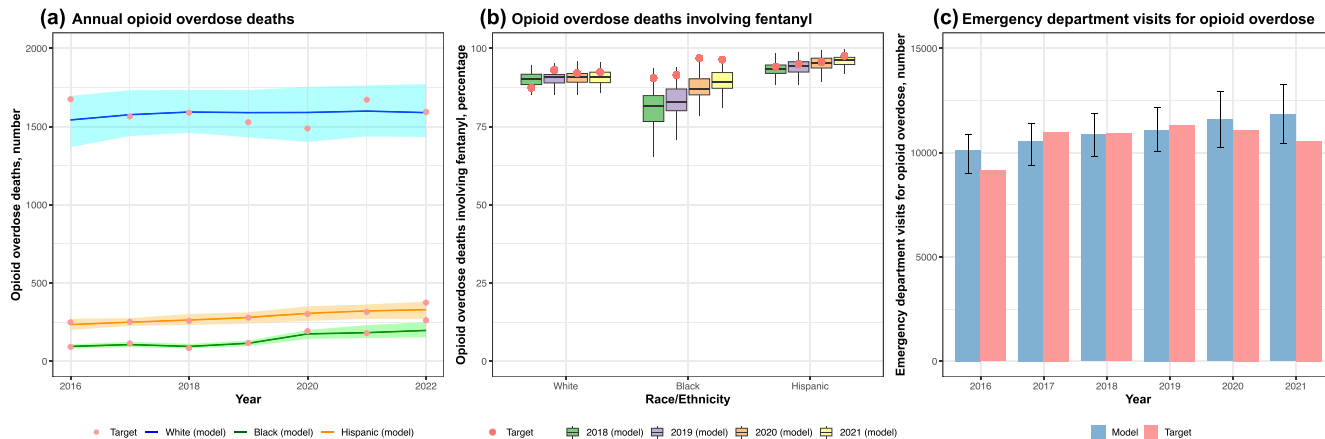 (a) Annual opioid overdose deaths
Opioid overdose deaths, number
2000
1500
1000
500
0
2016
2018
2020
2022
Year
Target
White (model)
Black (model)
Hispanic (model)
(b) Opioid overdose deaths involving fentanyl
Opioid overdose deaths involving fentanyl, percentage
100
75
50
25
0
White
Black
Hispanic
Race/Ethnicity
Target
2018 (model)
2019 (model)
2020 (model)
2021 (model)
(c) Emergency department visits for opioid overdose
Emergency department visits for opioid overdose, number
15000
10000
5000
0
2016
2017
2018
2019
2020
2021
Year
Model
Target